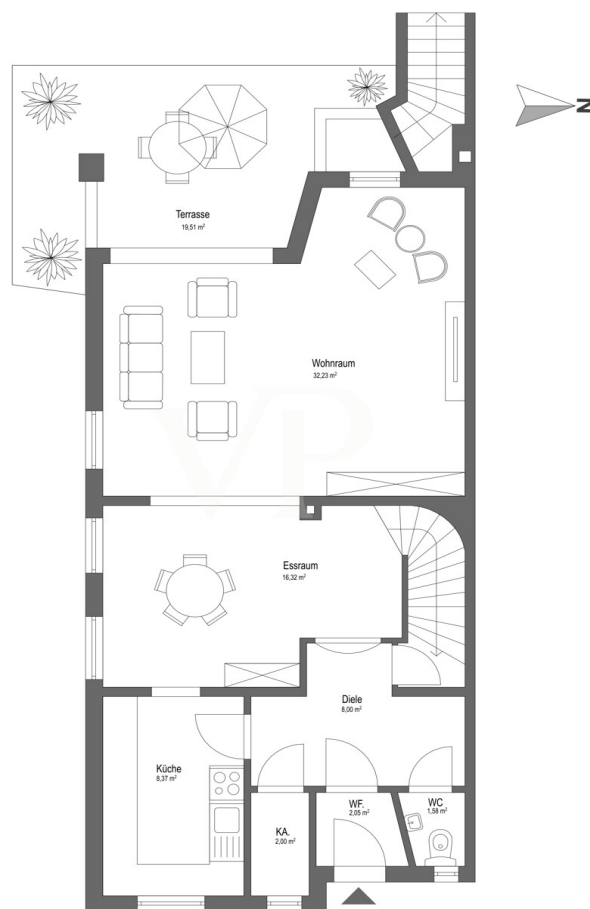 N
Terrasse
19,51 m²
Wohnraum
32,23 m²
VP
Essraum
16,32 m²
Diele
8,00 m²
Küche
8,37 m²
KA.
2,00 m²
WF.
2,05 m²
WC
1,58 m²